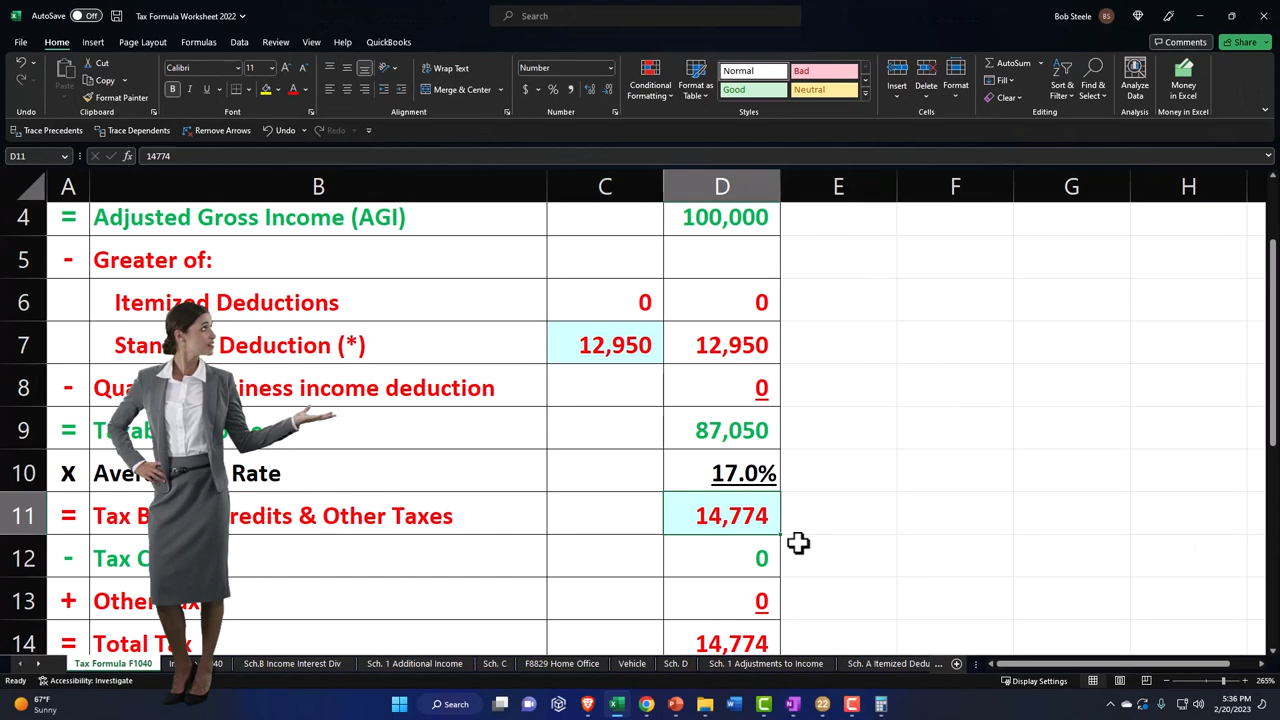 AutoSave Off Tax Formula Worksheet 2022 Search Bob Steele BS
File Home Insert Page Layout Formulas Data Review View Help QuickBooks Comments Share
Cut
Copy
Format Painter
Paste
Calibri 11
B I U
Wrap Text
Merge & Center
Number
$ % 9
Conditional Formatting
Format as Table
Normal Bad
Good Neutral
Insert Delete Format
AutoSum
Fill
Clear
Sort & Filter
Find & Select
Analyze Data
Money in Excel
Undo Clipboard Font Alignment Number Styles Cells Editing Analysis Money in Excel
Trace Precedents Trace Dependents Remove Arrows Undo Redo
D11 fx 14774
A B C D E F G H
4 = Adjusted Gross Income (AGI) 100,000
5 - Greater of:
6 Itemized Deductions 0 0
7 Deduction (*) 12,950 12,950
8 - income deduction 0
9 = 87,050
10 x Rate 17.0%
11 = Tax & Other Taxes 14,774
12 - Tax 0
13 + 0
14 = Total Tax 14,774
Tax Formula F1040 Sch.B Income Interest Div Sch. 1 Additional Income Sch. C F8829 Home Office Vehicle Sch. D Sch. 1 Adjustments to Income Sch. A Itemized Dedu ...
Ready Accessibility: Investigate Display Settings 265%
67°F
Sunny
Search
5:36 PM
2/20/2023